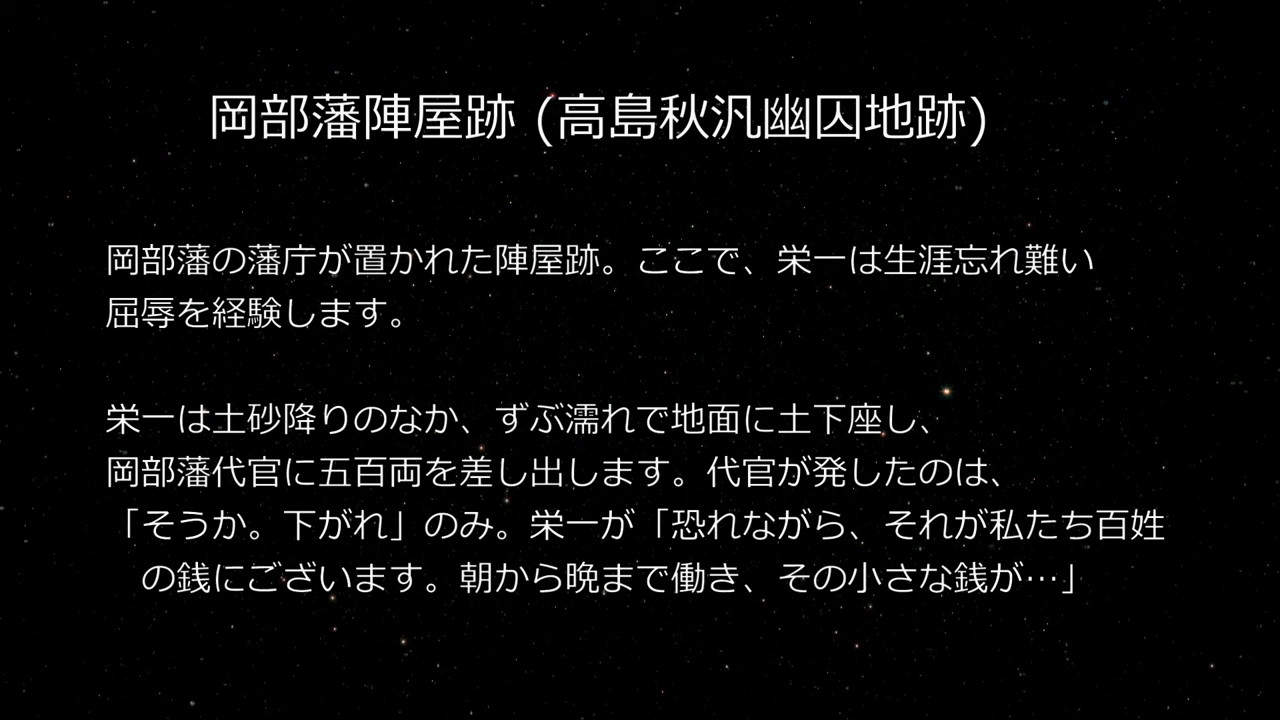 岡部藩陣屋跡 (高島秋汎幽囚地跡)
岡部藩の藩庁が置かれた陣屋跡。ここで、栄一は生涯忘れ難い
屈辱を経験します。
栄一は土砂降りのなか、ずぶ濡れで地面に土下座し、
岡部藩代官に五百両を差し出します。代官が発したのは、
「そうか。下がれ」のみ。栄一が「恐れながら、それが私たち百姓
の銭にございます。朝から晩まで働き、その小さな銭が…」